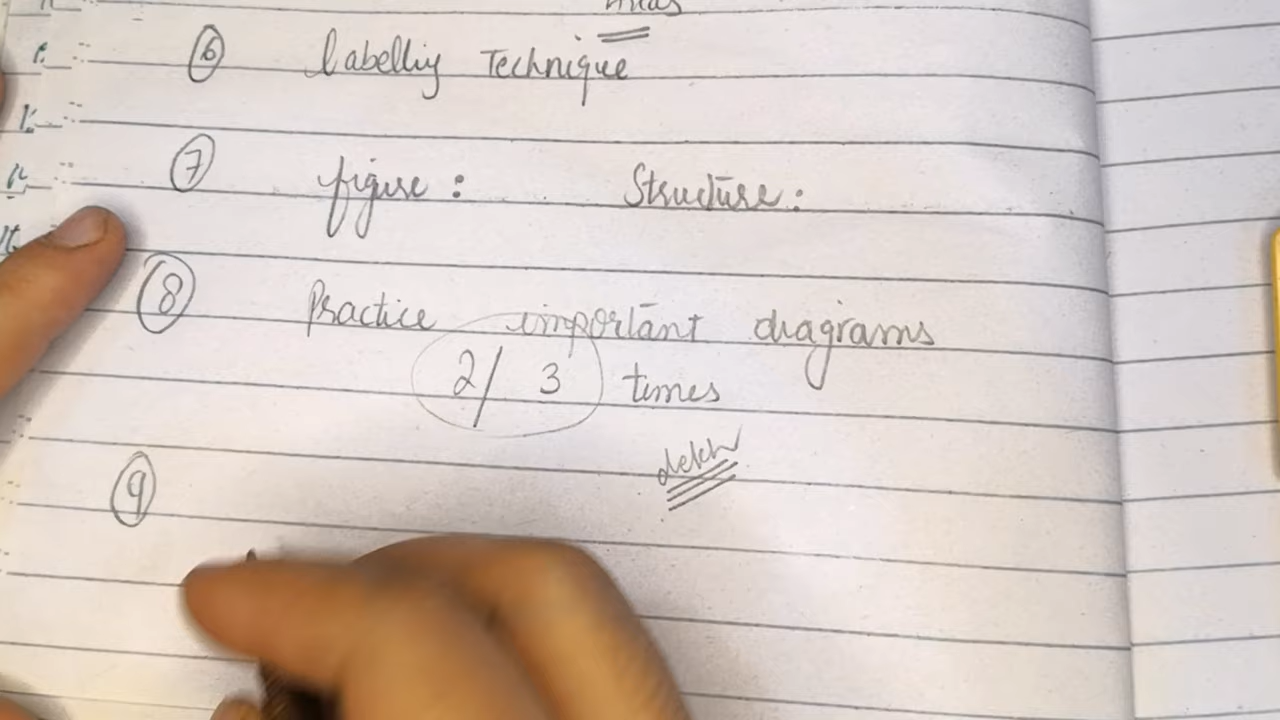 ⑥ labelling Technique
⑦ figure : Structure :
⑧ Practice important diagrams
2/ 3 times
⑨